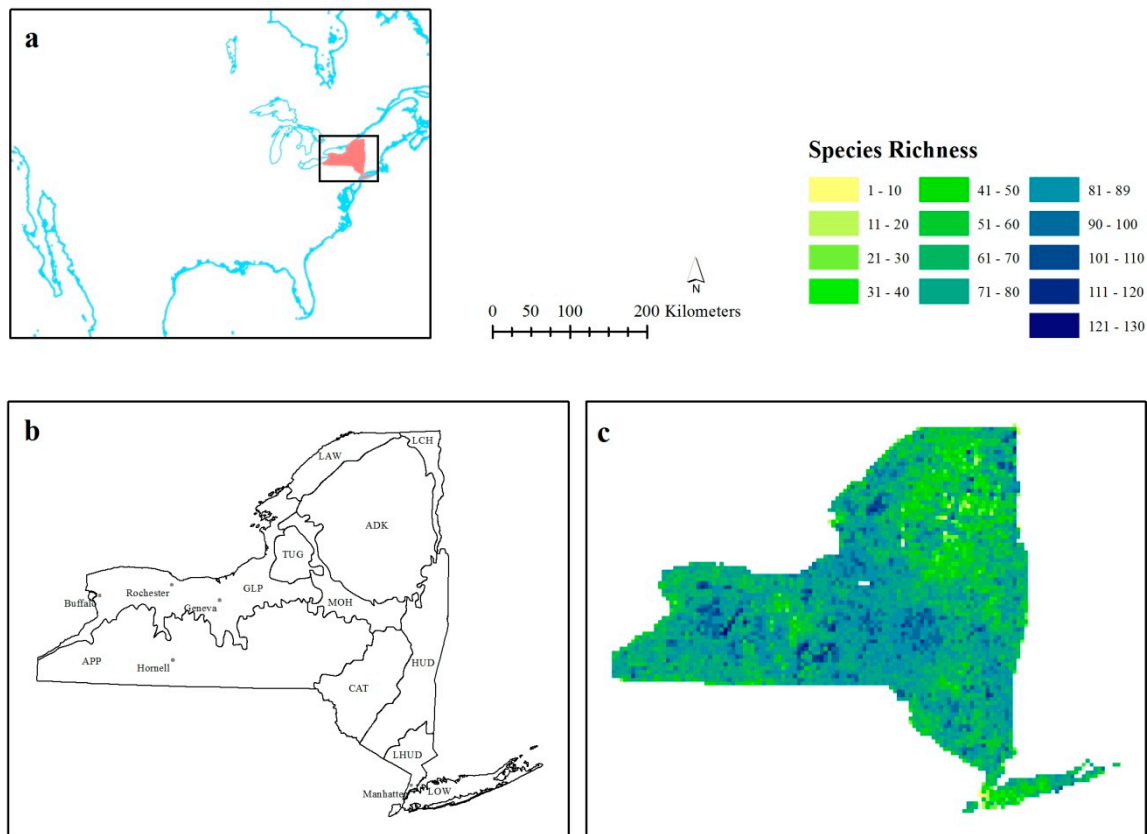 a
Species Richness
1 - 10
11 - 20
21 - 30
31 - 40
41 - 50
51 - 60
61 - 70
71 - 80
81 - 89
90 - 100
101 - 110
111 - 120
121 - 130
N
0 50 100 200 Kilometers
b
LCH
LAW
ADK
TUG
Rochester
GLP
Buffalo
Geneva
MOH
APP
Hornell
HUD
CAT
LHUD
Manhatten
LOW
c